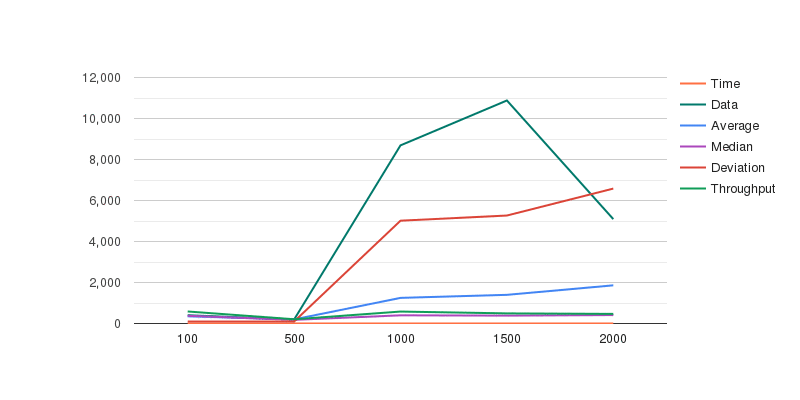 12,000
10,000
8,000
6,000
4,000
2,000
0
100 500 1000 1500 2000
Time
Data
Average
Median
Deviation
Throughput